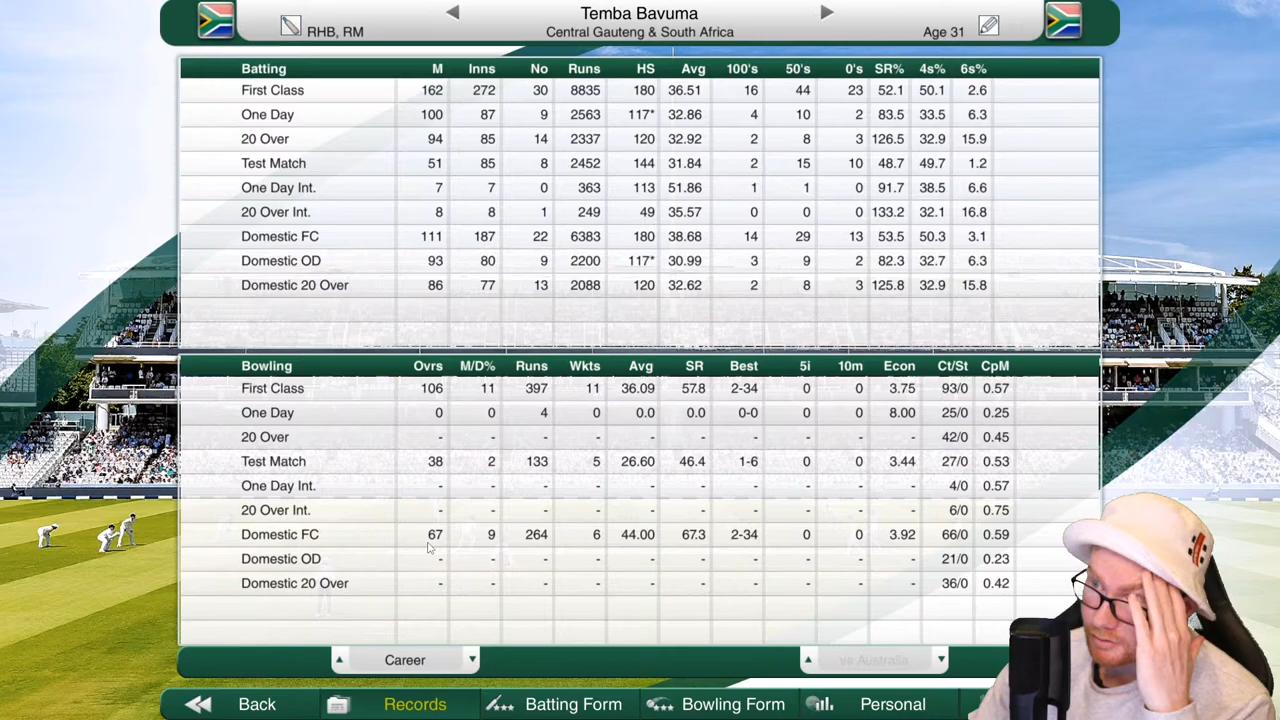 Temba Bavuma
RHB, RM Central Gauteng & South Africa Age 31
Batting M Inns No Runs HS Avg 100's 50's 0's SR% 4s% 6s%
First Class 162 272 30 8835 180 36.51 16 44 23 52.1 50.1 2.6
One Day 100 87 9 2563 117* 32.86 4 10 2 83.5 33.5 6.3
20 Over 94 85 14 2337 120 32.92 2 8 3 126.5 32.9 15.9
Test Match 51 85 8 2452 144 31.84 2 15 10 48.7 49.7 1.2
One Day Int. 7 7 0 363 113 51.86 1 1 0 91.7 38.5 6.6
20 Over Int. 8 8 1 249 49 35.57 0 0 0 133.2 32.1 16.8
Domestic FC 111 187 22 6383 180 38.68 14 29 13 53.5 50.3 3.1
Domestic OD 93 80 9 2200 117* 30.99 3 9 2 82.3 32.7 6.3
Domestic 20 Over 86 77 13 2088 120 32.62 2 8 3 125.8 32.9 15.8
Bowling Ovrs M/D% Runs Wkts Avg SR Best 5i 10m Econ Ct/St CpM
First Class 106 11 397 11 36.09 57.8 2-34 0 0 3.75 93/0 0.57
One Day 0 0 4 0 0.0 0.0 0-0 0 0 8.00 25/0 0.25
20 Over - - - - - - - - - - 42/0 0.45
Test Match 38 2 133 5 26.60 46.4 1-6 0 0 3.44 27/0 0.53
One Day Int. - - - - - - - - - - 4/0 0.57
20 Over Int. - - - - - - - - - - 6/0 0.75
Domestic FC 67 9 264 6 44.00 67.3 2-34 0 0 3.92 66/0 0.59
Domestic OD - - - - - - - - - - 21/0 0.23
Domestic 20 Over - - - - - - - - - - 36/0 0.42
Career vs Australia
Back Records Batting Form Bowling Form Personal